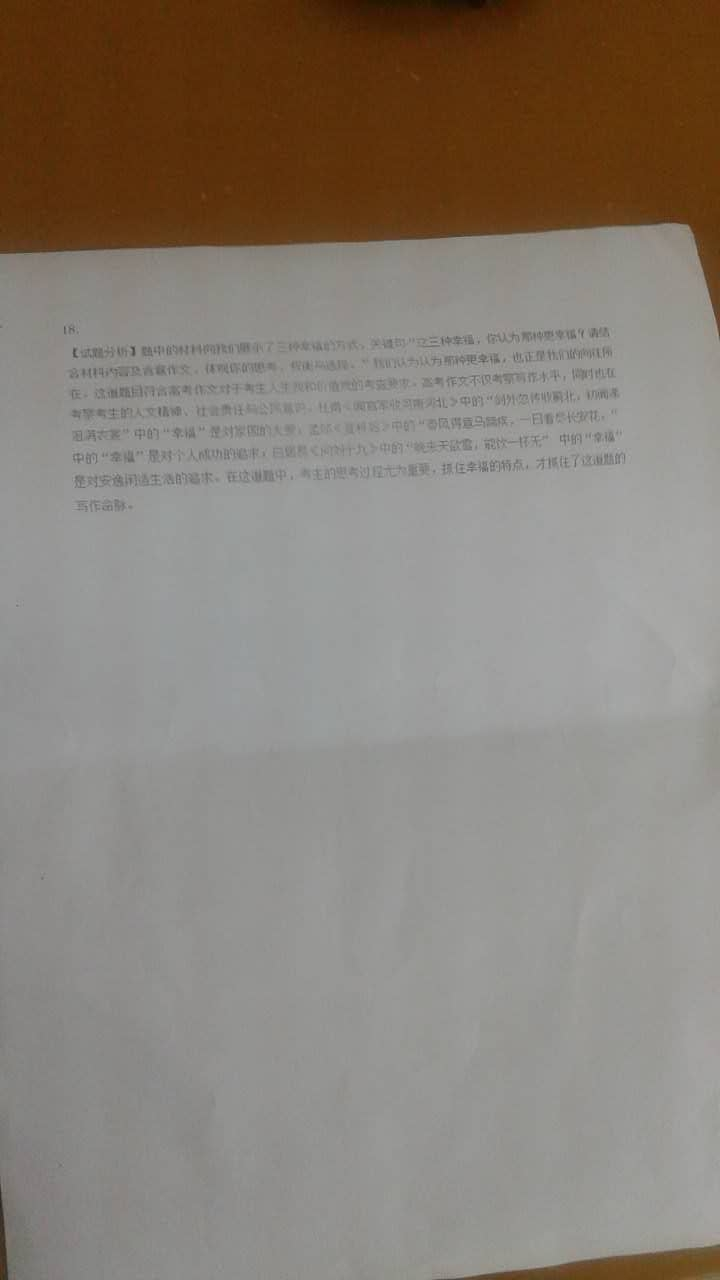 18.
【试题分析】题中的材料向我们展示了三种幸福的方式，关键句“这三种幸福，你认为那种更幸福？请结
合材料内容及含意作文，体现你的思考、权衡与选择。”我们认为认为那种更幸福，也正是我们的向往所
在。这道题目符合高考作文对于考生人生观和价值观的考查要求。高考作文不仅考察写作水平，同时也在
考察考生的人文精神、社会责任与公民意识。杜甫《闻官军收河南河北》中的“剑外忽传收蓟北，初闻涕
泪满衣裳”中的“幸福”是对家国的大爱；孟郊《登科后》中的“春风得意马蹄疾，一日看尽长安花，”
中的“幸福”是对个人成功的追求；白居易《问刘十九》中的“晚来天欲雪，能饮一杯无” 中的“幸福”
是对安逸闲适生活的追求。在这道题中，考生的思考过程尤为重要，抓住幸福的特点，才抓住了这道题的
写作命脉。